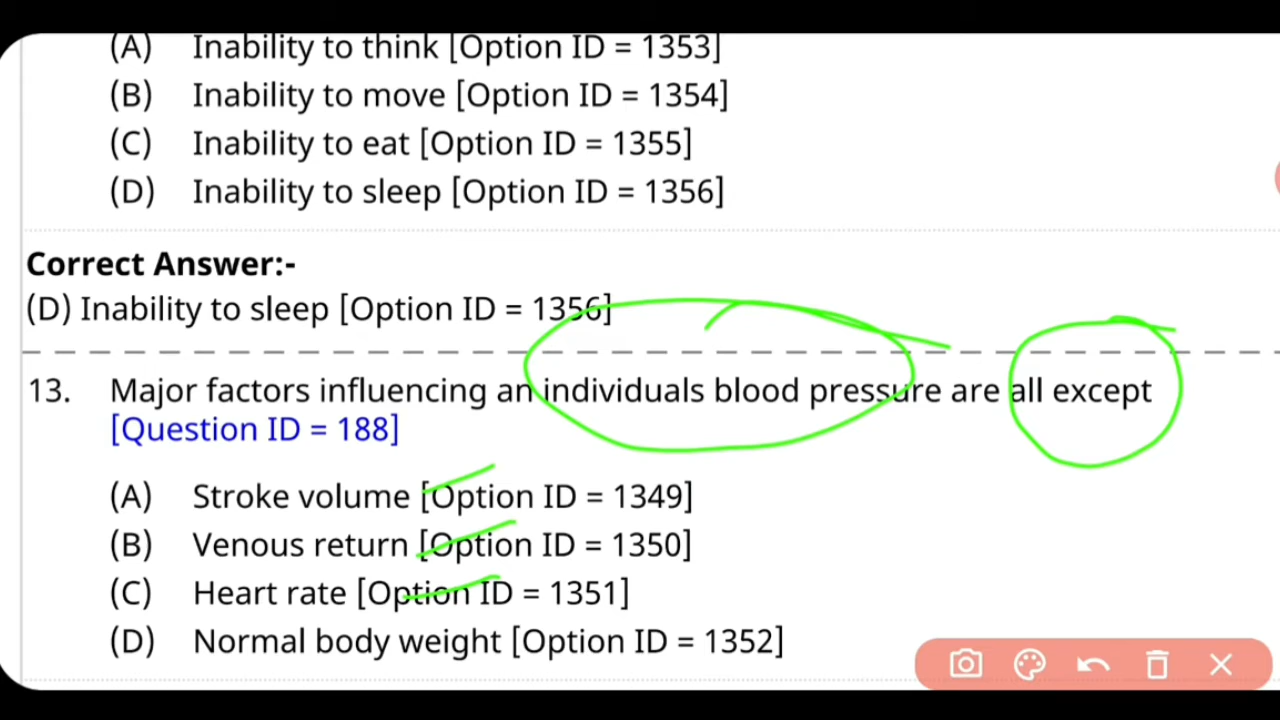 (A) Inability to think [Option ID = 1353]
(B) Inability to move [Option ID = 1354]
(C) Inability to eat [Option ID = 1355]
(D) Inability to sleep [Option ID = 1356]
Correct Answer:-
(D) Inability to sleep [Option ID = 1356]
13. Major factors influencing an individuals blood pressure are all except
[Question ID = 188]
(A) Stroke volume [Option ID = 1349]
(B) Venous return [Option ID = 1350]
(C) Heart rate [Option ID = 1351]
(D) Normal body weight [Option ID = 1352]